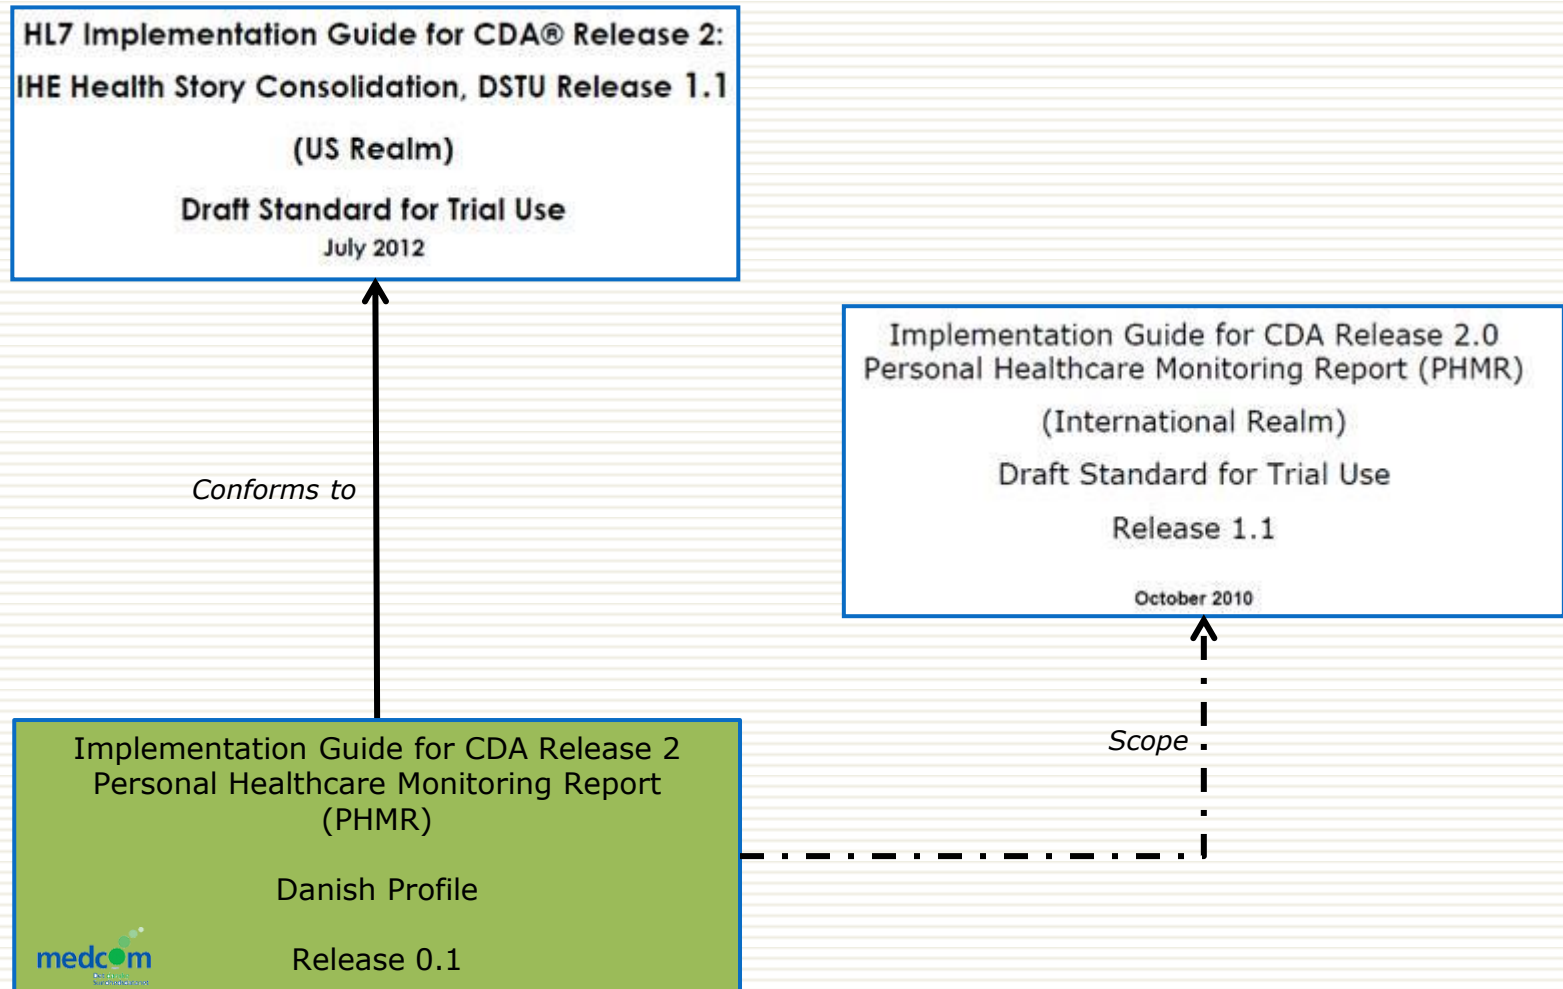 HL7 Implementation Guide for CDA® Release 2:
IHE Health Story Consolidation, DSTU Release 1.1
(US Realm)
Draft Standard for Trial Use
July 2012
Implementation Guide for CDA Release 2.0
Personal Healthcare Monitoring Report (PHMR)
(International Realm)
Draft Standard for Trial Use
Release 1.1
October 2010
Conforms to
Scope
Implementation Guide for CDA Release 2
Personal Healthcare Monitoring Report
(PHMR)
Danish Profile
Release 0.1
medcom